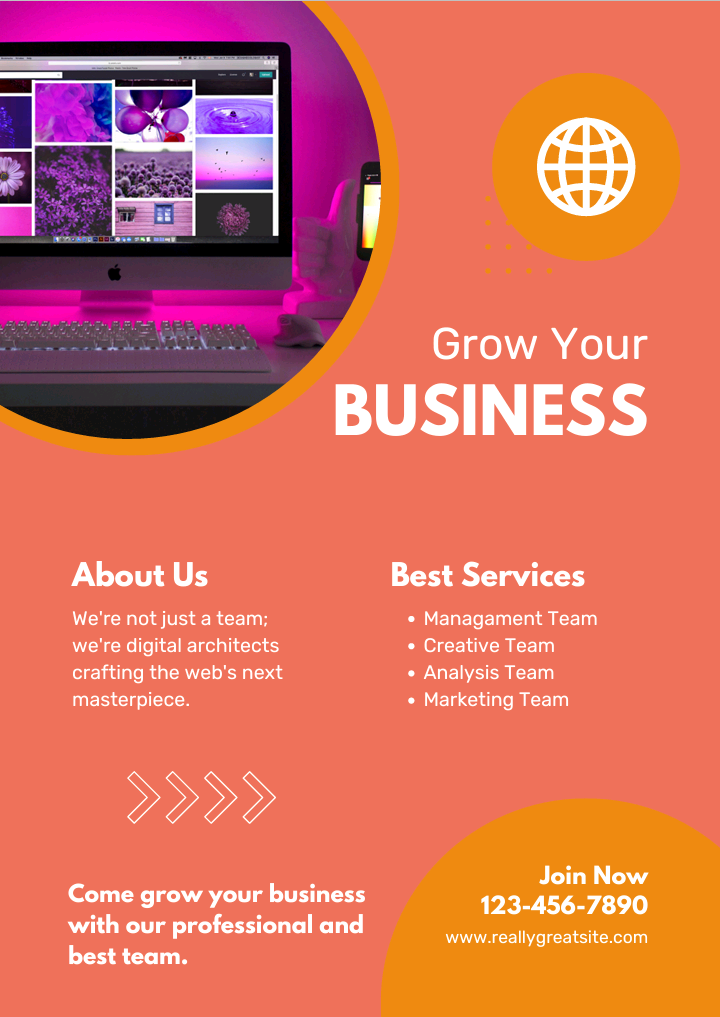 Grow Your
BUSINESS
About Us
We're not just a team;
we're digital architects
crafting the web's next
masterpiece.
Best Services
• Managament Team
• Creative Team
• Analysis Team
• Marketing Team
Come grow your business
with our professional and
best team.
Join Now
123-456-7890
www.reallygreatsite.com